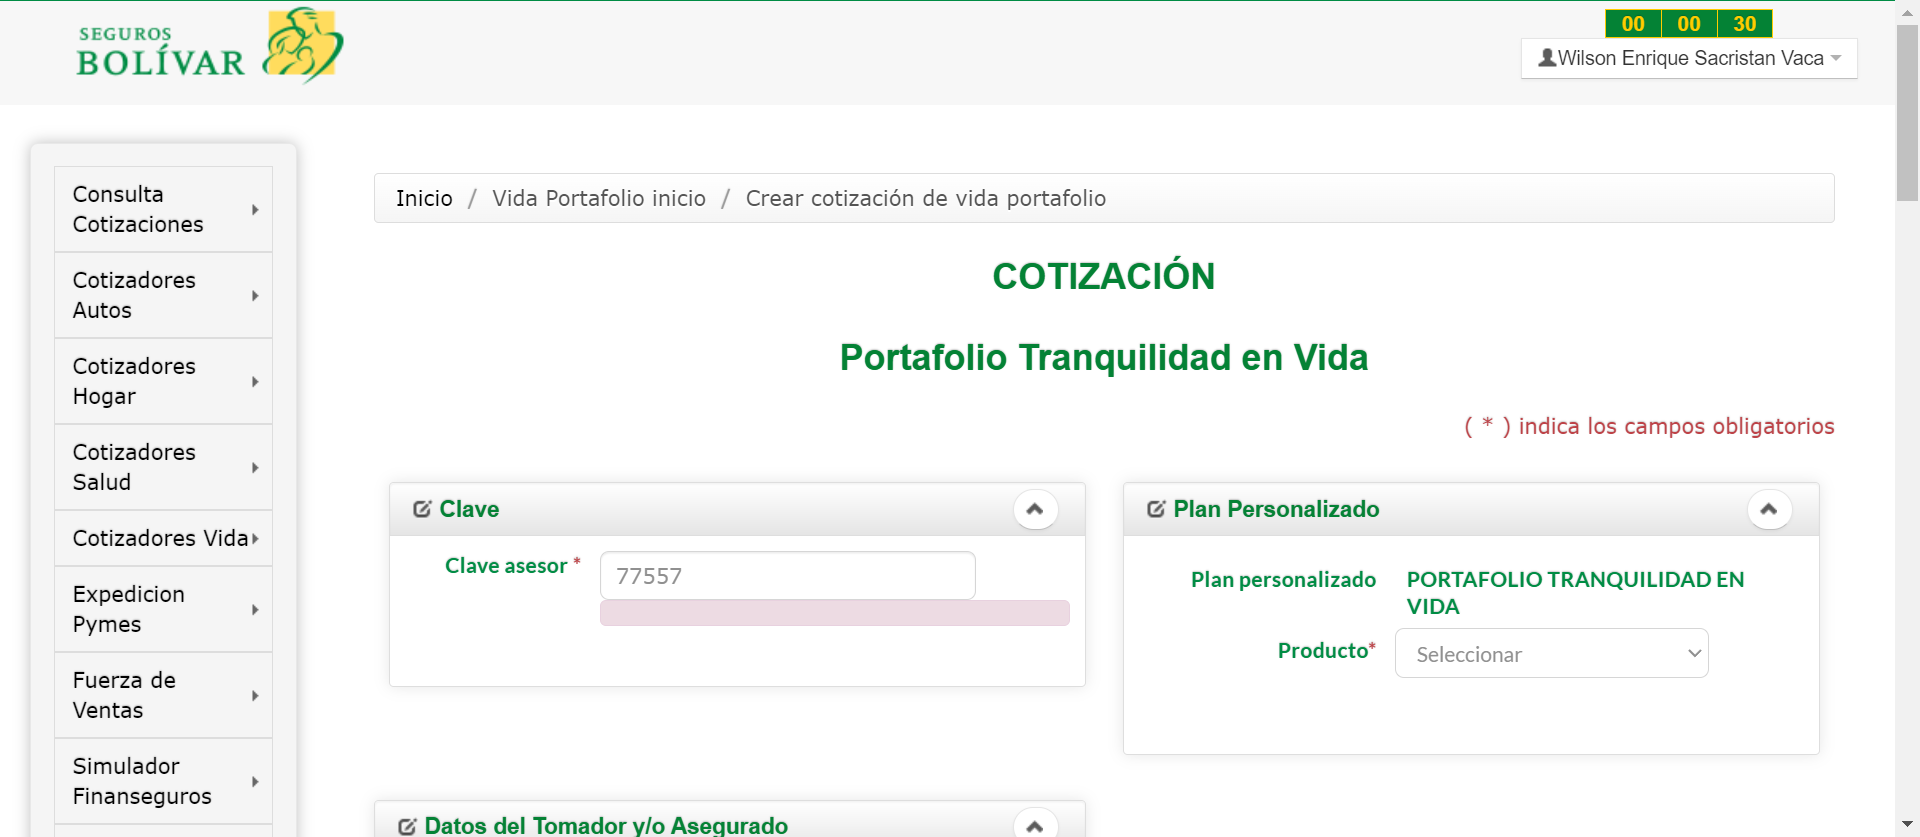 SEGUROS
BOLÍVAR
00 00 30
Wilson Enrique Sacristan Vaca
Consulta
Cotizaciones
Cotizadores
Autos
Cotizadores
Hogar
Cotizadores
Salud
Cotizadores Vida
Expedicion
Pymes
Fuerza de
Ventas
Simulador
Finanseguros
Inicio / Vida Portafolio inicio / Crear cotización de vida portafolio
COTIZACIÓN
Portafolio Tranquilidad en Vida
( * ) indica los campos obligatorios
Clave
Clave asesor * 77557
Plan Personalizado
Plan personalizado PORTAFOLIO TRANQUILIDAD EN
VIDA
Producto* Seleccionar
Datos del Tomador y/o Asegurado